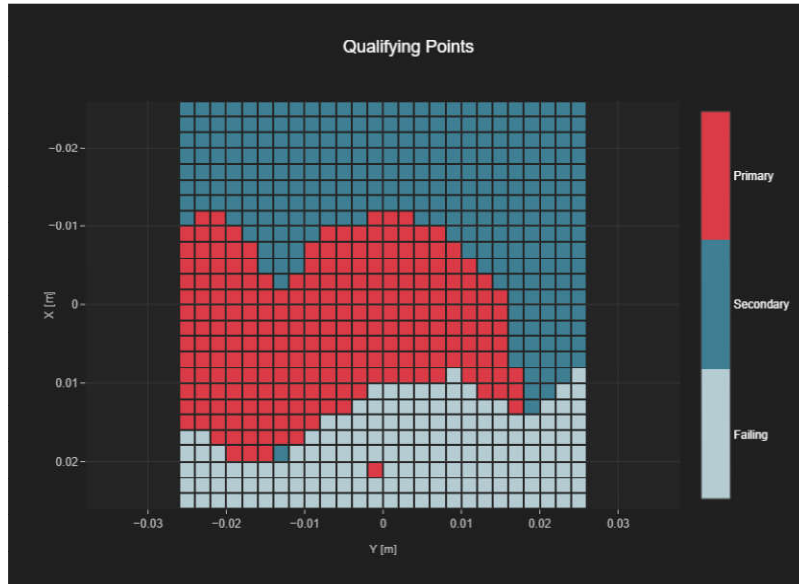 Qualifying Points
−0.02
−0.01
0
0.01
0.02
X [m]
−0.03
−0.02
−0.01
0
0.01
0.02
0.03
Y [m]
Primary
Secondary
Failing